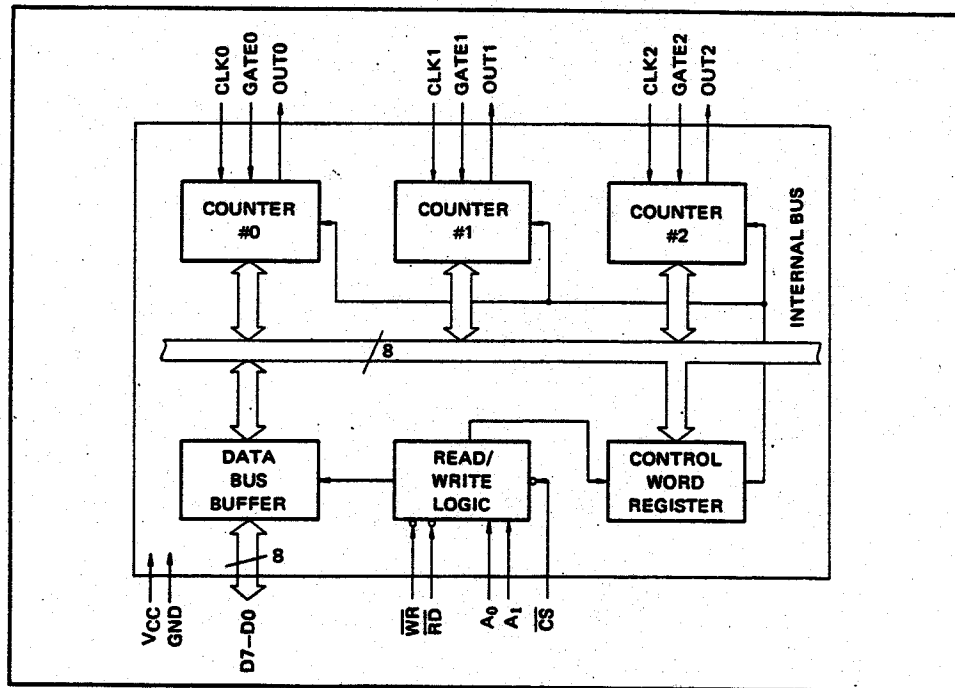 CLK0
GATE0
OUT0
CLK1
GATE1
OUT1
CLK2
GATE2
OUT2
COUNTER
#0
COUNTER
#1
COUNTER
#2
INTERNAL BUS
8
DATA
BUS
BUFFER
READ/
WRITE
LOGIC
CONTROL
WORD
REGISTER
8
VCC
GND
D7–D0
WR
RD
A0
A1
CS